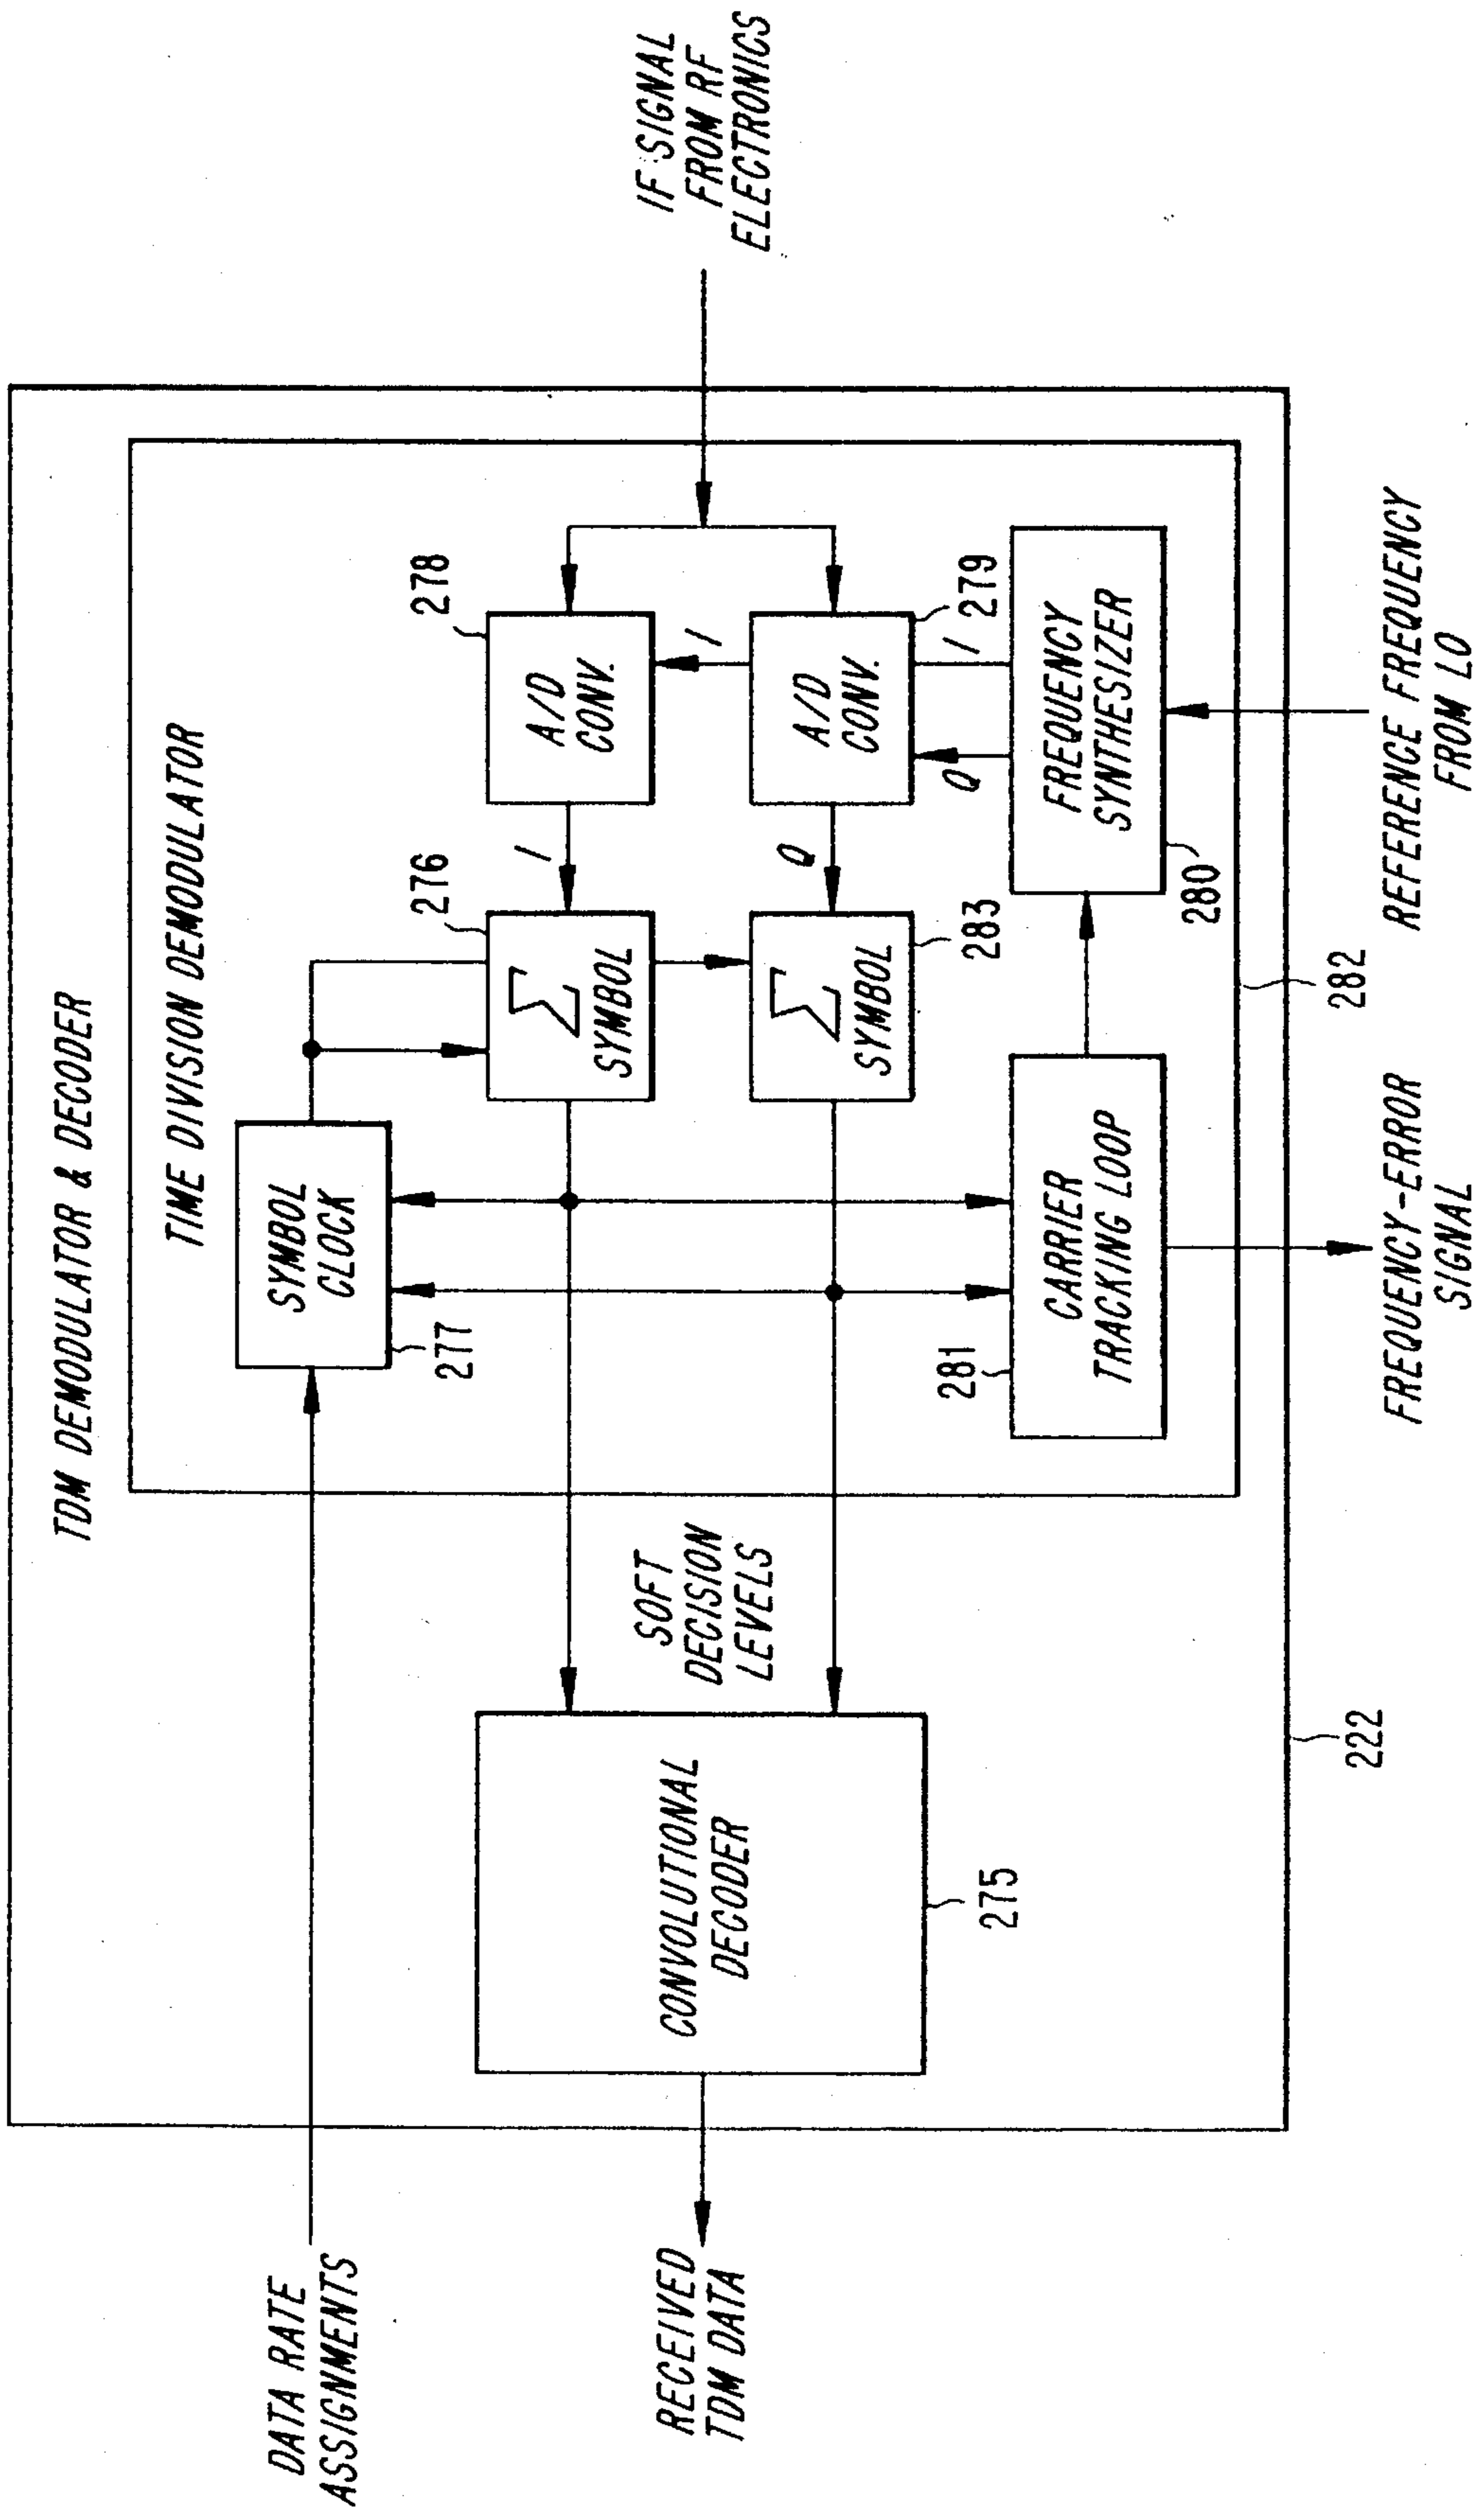 TDM DEMODULATOR & DECODER
TIME DIVISION DEMODULATOR
DATA RATE
ASSIGNMENTS
SYMBOL
CLOCK
277
276
278
Σ
SYMBOL
I
A/D
CONV.
I
IF SIGNAL
FROM RF
ELECTRONICS
RECEIVED
TDM DATA
CONVOLUTIONAL
DECODER
275
SOFT
DECISION
LEVELS
Σ
SYMBOL
283
Q
A/D
CONV.
279
Q
I
281
CARRIER
TRACKING LOOP
FREQUENCY
SYNTHESIZER
280
222
282
FREQUENCY-ERROR
SIGNAL
REFERENCE FREQUENCY
FROM LO